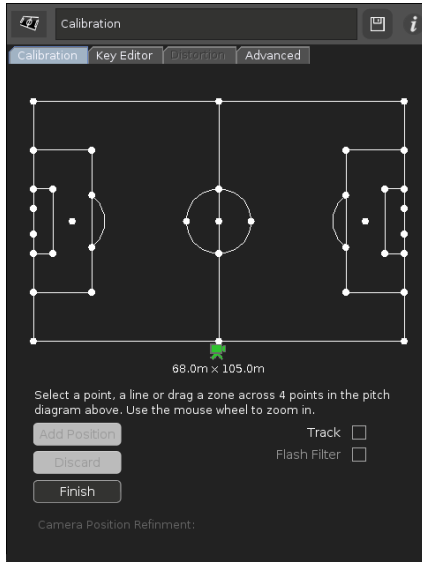 Calibration
i
Calibration Key Editor Distortion Advanced
68.0m × 105.0m
Select a point, a line or drag a zone across 4 points in the pitch
diagram above. Use the mouse wheel to zoom in.
Add Position
Track
Discard
Flash Filter
Finish
Camera Position Refinment: